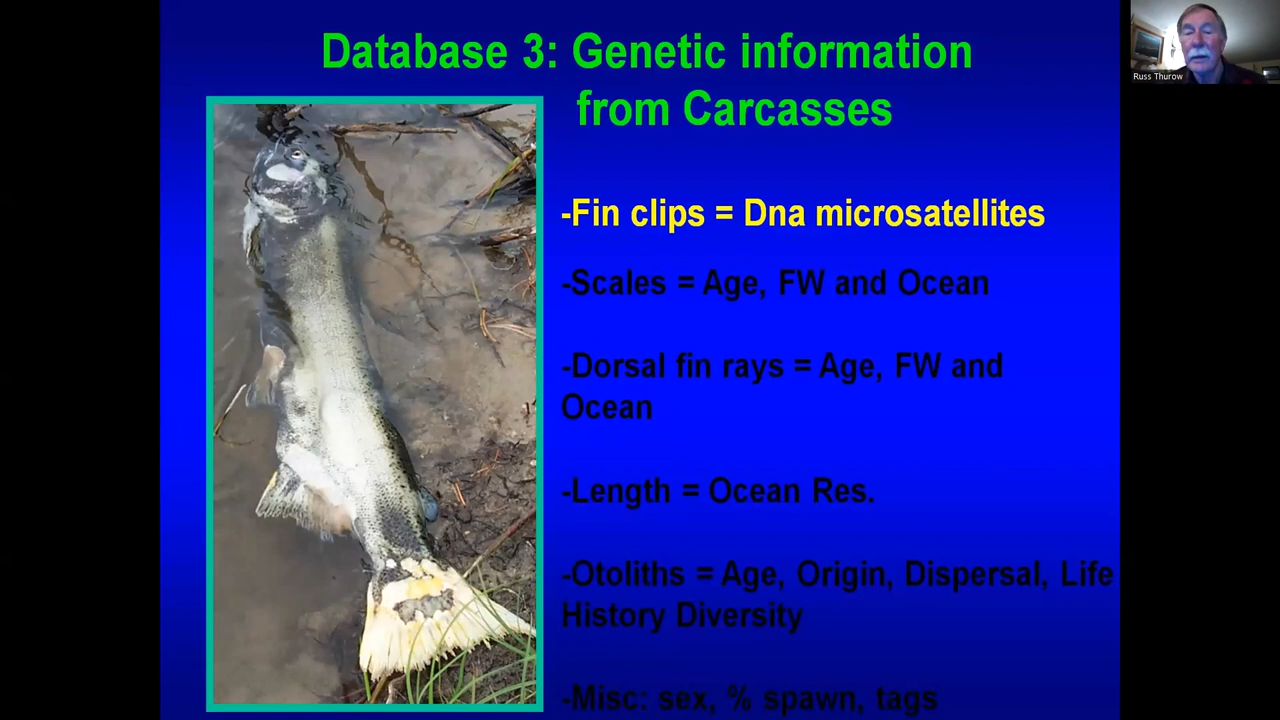 Database 3: Genetic information
from Carcasses
-Fin clips = Dna microsatellites
-Scales = Age, FW and Ocean
-Dorsal fin rays = Age, FW and
Ocean
-Length = Ocean Res.
-Otoliths = Age, Origin, Dispersal, Life
History Diversity
-Misc: sex, % spawn, tags
Russ Thurow